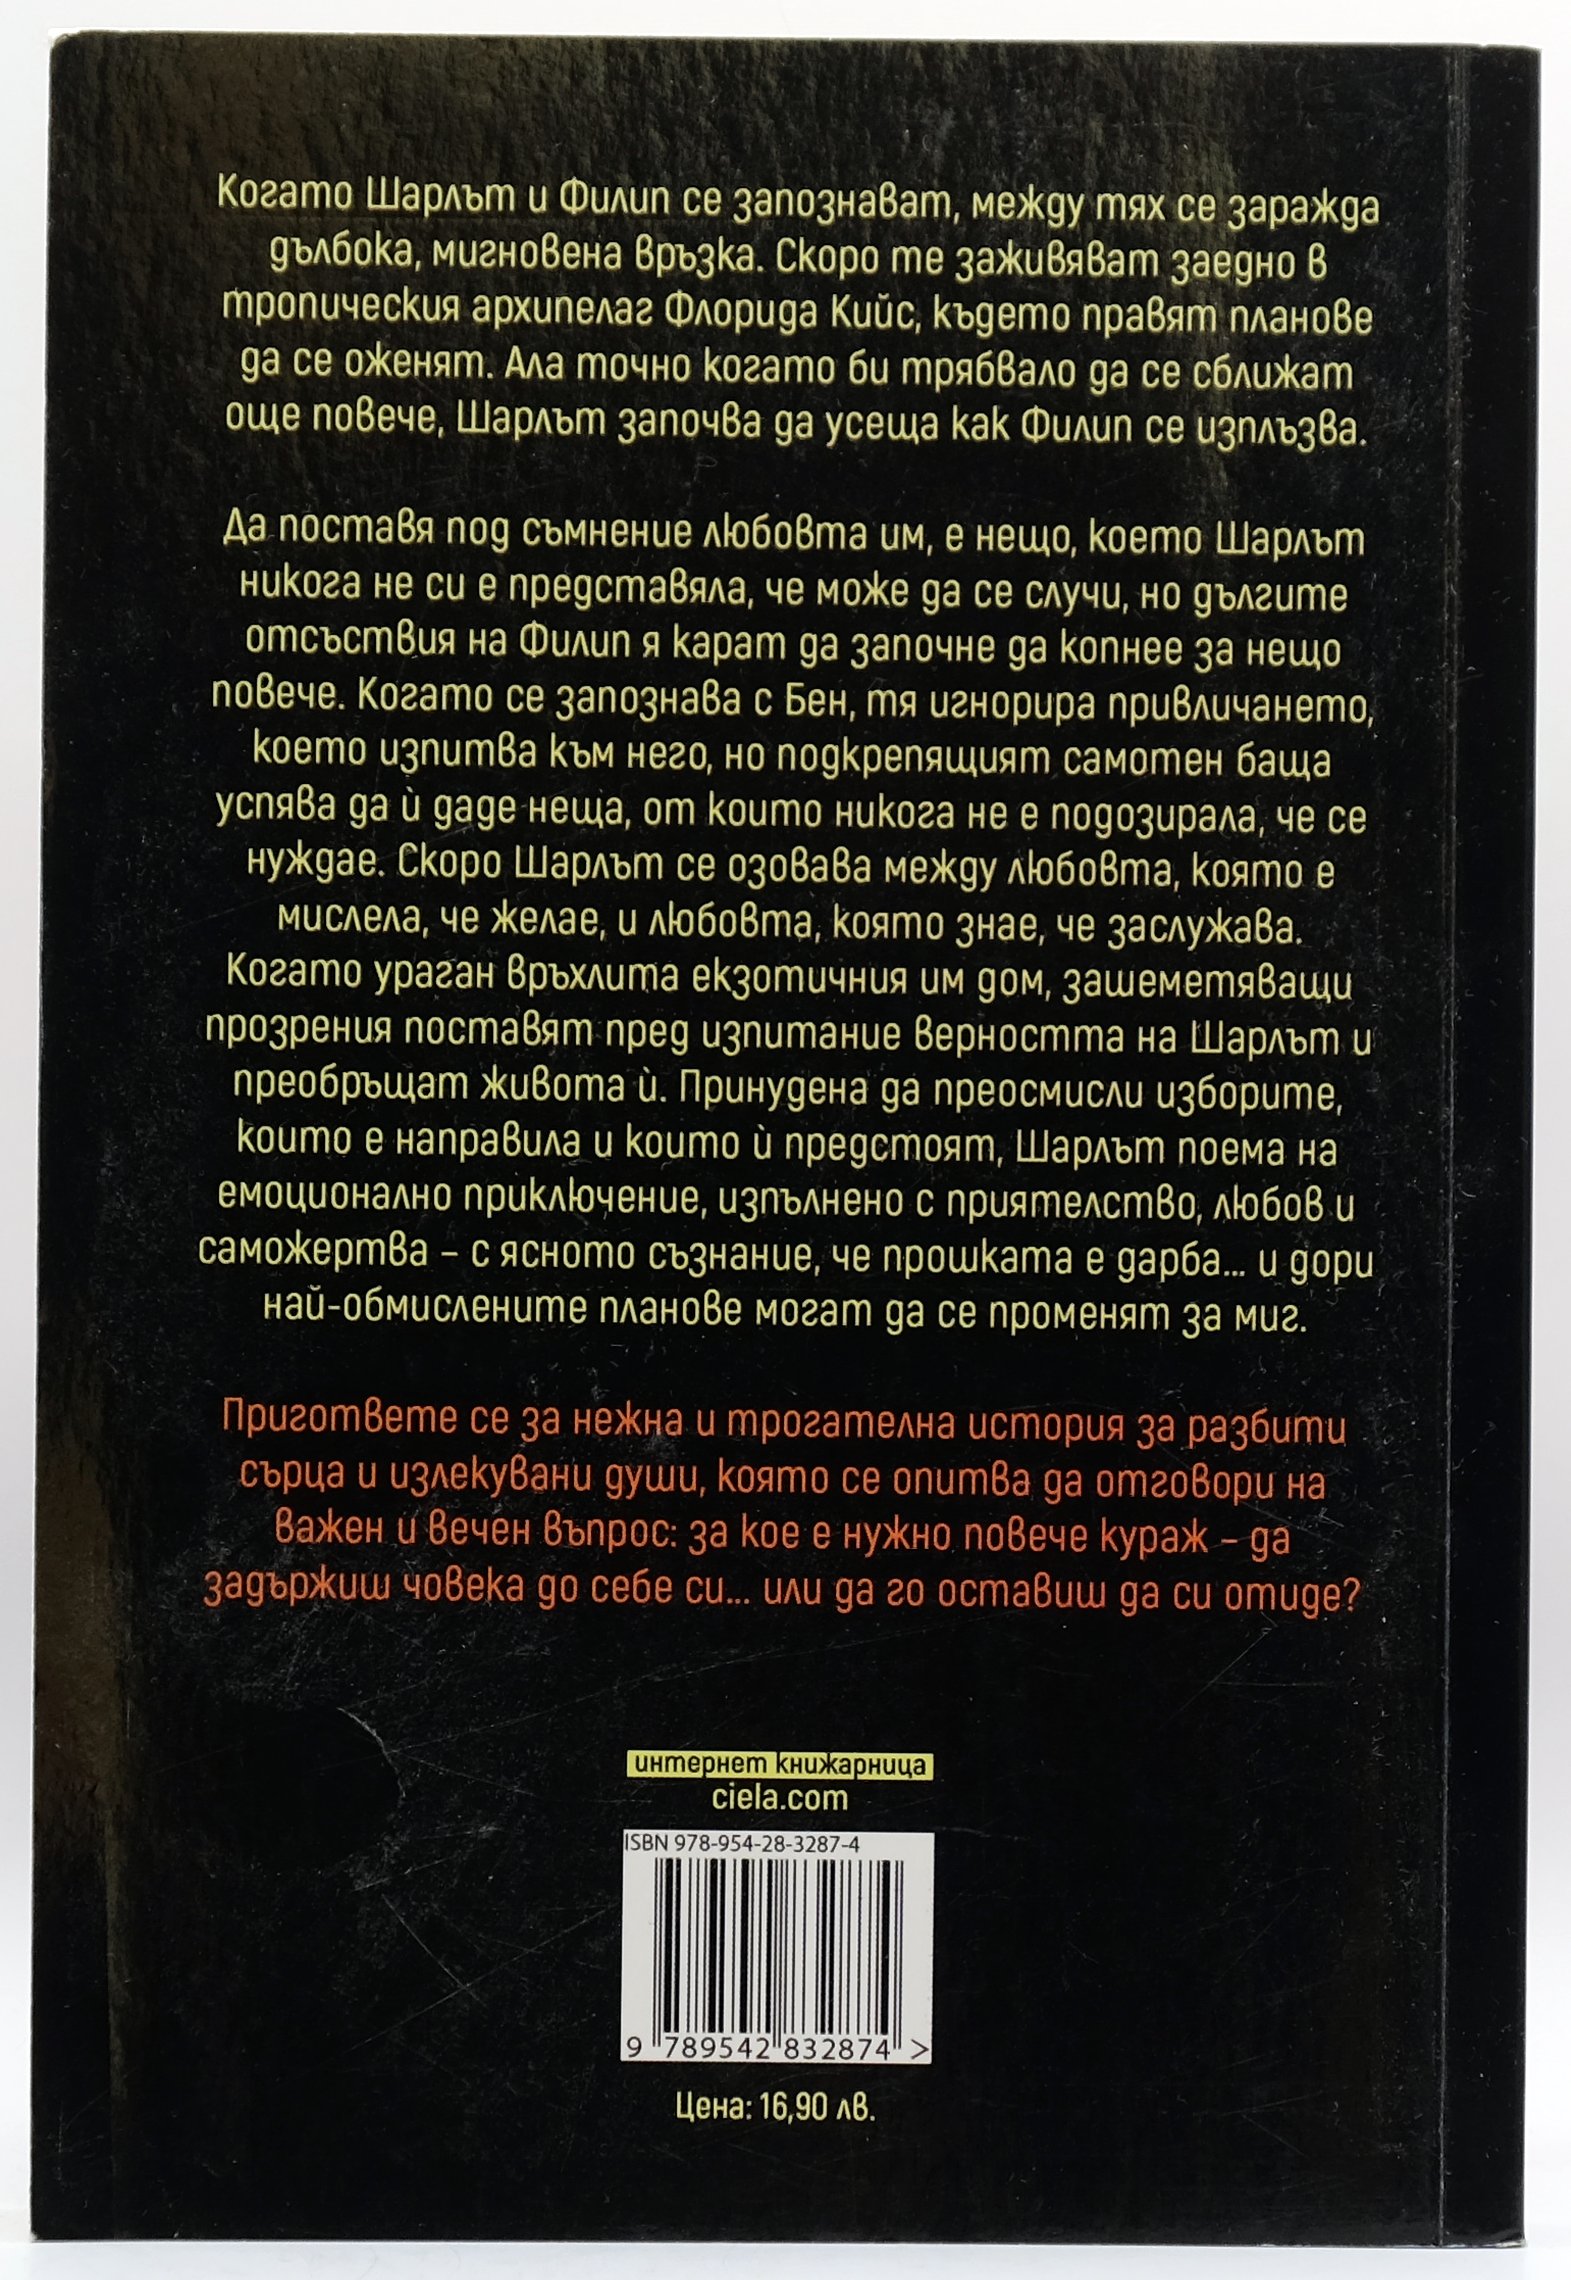 Когато Шарлът и Филип се запознават, между тях се заражда
дълбока, мигновена връзка. Скоро те заживяват заедно в
тропическия архипелаг Флорида Кийс, където правят планове
да се оженят. Ала точно когато би трябвало да се сближат
още повече, Шарлът започва да усеща как Филип се изплъзва.
Да поставя под съмнение любовта им, е нещо, което Шарлът
никога не си е представяла, че може да се случи, но дългите
отсъствия на Филип я карат да започне да копнее за нещо
повече. Когато се запознава с Бен, тя игнорира привличането,
което изпитва към него, но подкрепящият самотен баща
успява да ѝ даде неща, от които никога не е подозирала, че се
нуждае. Скоро Шарлът се озовава между любовта, която е
мислела, че желае, и любовта, която знае, че заслужава.
Когато ураган връхлита екзотичния им дом, зашеметяващи
прозрения поставят пред изпитание верността на Шарлът и
преобръщат живота ѝ. Принудена да преосмисли изборите,
които е направила и които ѝ предстоят, Шарлът поема на
емоционално приключение, изпълнено с приятелство, любов и
саможертва – с ясното съзнание, че прошката е дарба... и дори
най-обмислените планове могат да се променят за миг.
Пригответе се за нежна и трогателна история за разбити
сърца и излекувани души, която се опитва да отговори на
важен и вечен въпрос: за кое е нужно повече кураж – да
задържиш човека до себе си... или да го оставиш да си отиде?
интернет книжарница
ciela.com
ISBN 978-954-28-3287-4
9 789542 832874 >
Цена: 16,90 лв.